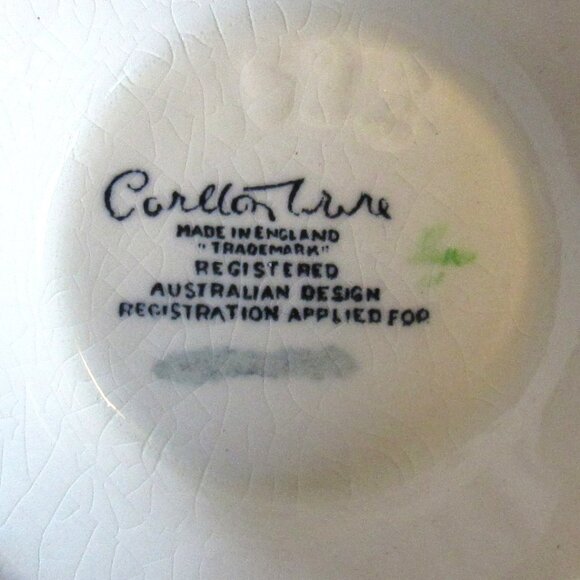 Carlton Ware
MADE IN ENGLAND
"TRADEMARK"
REGISTERED
AUSTRALIAN DESIGN
REGISTRATION APPLIED FOR